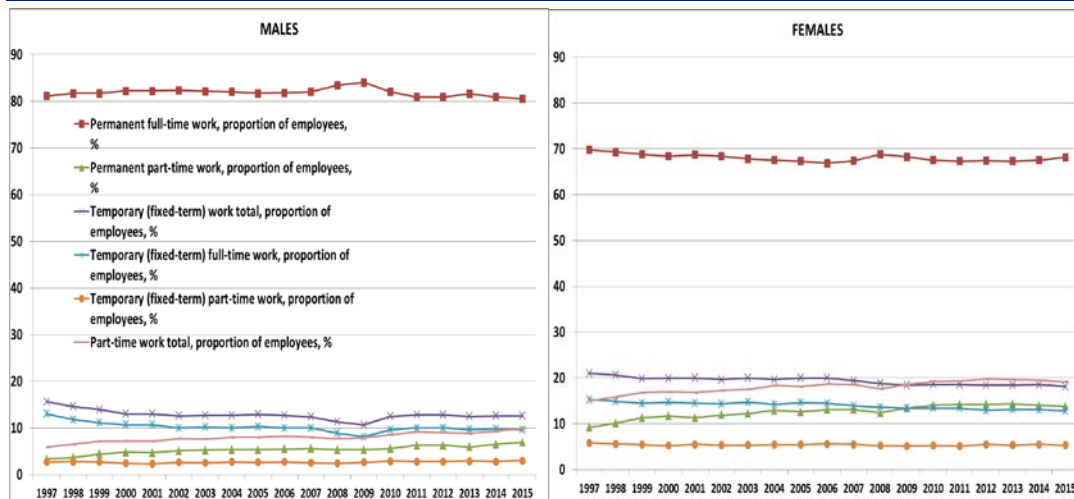 MALES
90
80
70
60
50
40
30
20
10
0
Permanent full-time work, proportion of employees,
%
Permanent part-time work, proportion of employees,
%
Temporary (fixed-term) work total, proportion of
employees, %
Temporary (fixed-term) full-time work, proportion of
employees, %
Temporary (fixed-term) part-time work, proportion of
employees, %
Part-time work total, proportion of employees, %
1997 1998 1999 2000 2001 2002 2003 2004 2005 2006 2007 2008 2009 2010 2011 2012 2013 2014 2015
FEMALES
90
80
70
60
50
40
30
20
10
0
1997 1998 1999 2000 2001 2002 2003 2004 2005 2006 2007 2008 2009 2010 2011 2012 2013 2014 2015